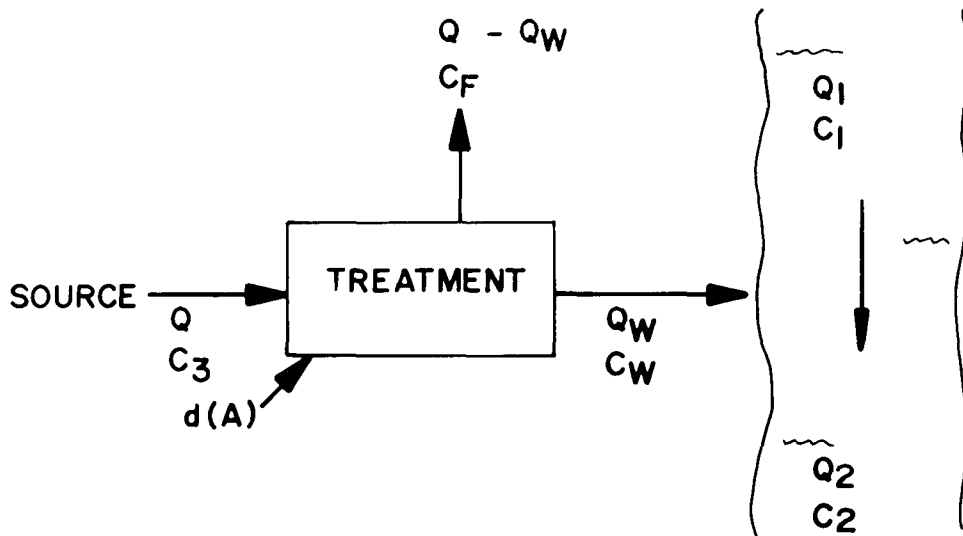 Q - QW
CF
Q1
C1
TREATMENT
SOURCE
Q
C3
QW
CW
d(A)
Q2
C2